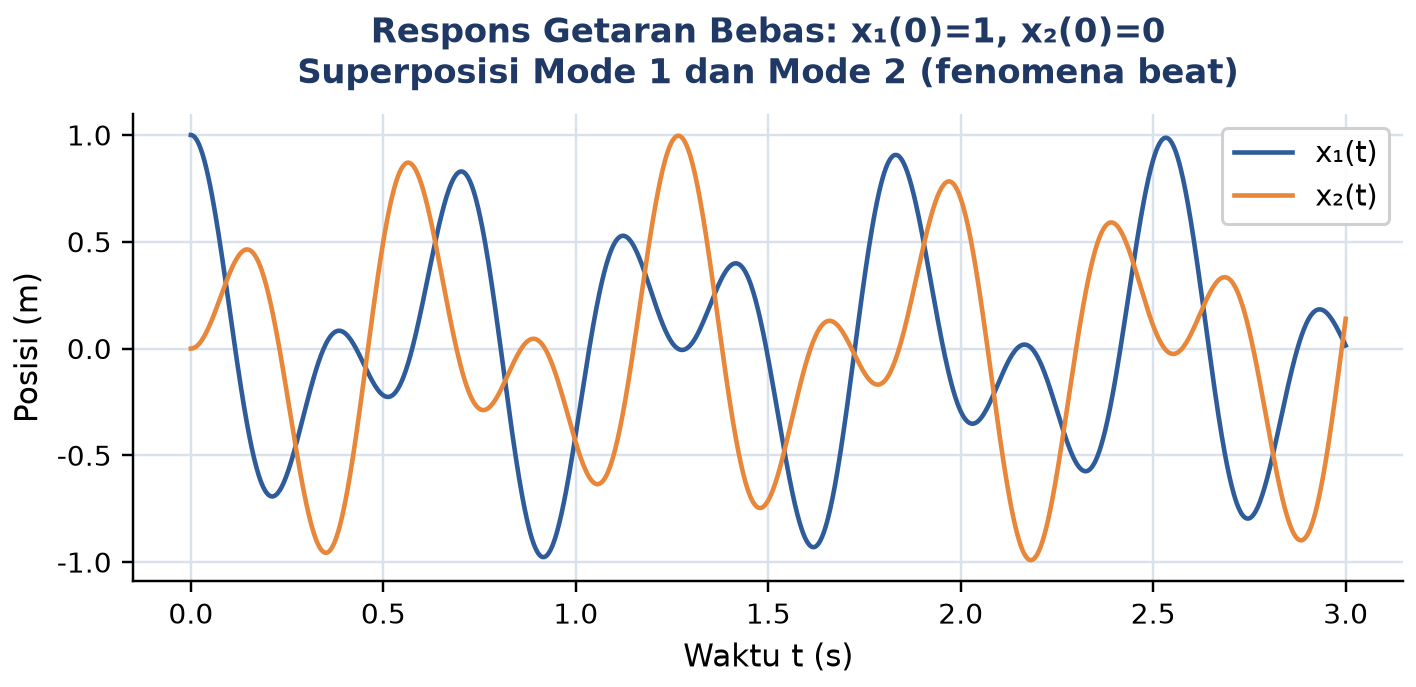 Respons Getaran Bebas: x₁(0)=1, x₂(0)=0
Superposisi Mode 1 dan Mode 2 (fenomena beat)
x₁(t)
x₂(t)
Posisi (m)
1.0
0.5
0.0
-0.5
-1.0
0.0 0.5 1.0 1.5 2.0 2.5 3.0
Waktu t (s)